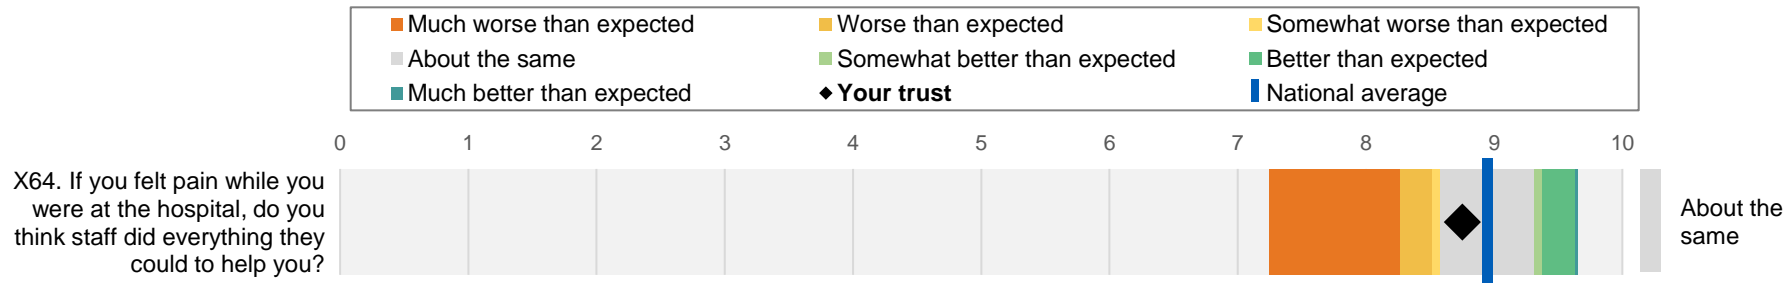 Much worse than expected
Worse than expected
Somewhat worse than expected
About the same
Somewhat better than expected
Better than expected
Much better than expected
Your trust
National average
0 1 2 3 4 5 6 7 8 9 10
X64. If you felt pain while you
were at the hospital, do you
think staff did everything they
could to help you?
About the
same